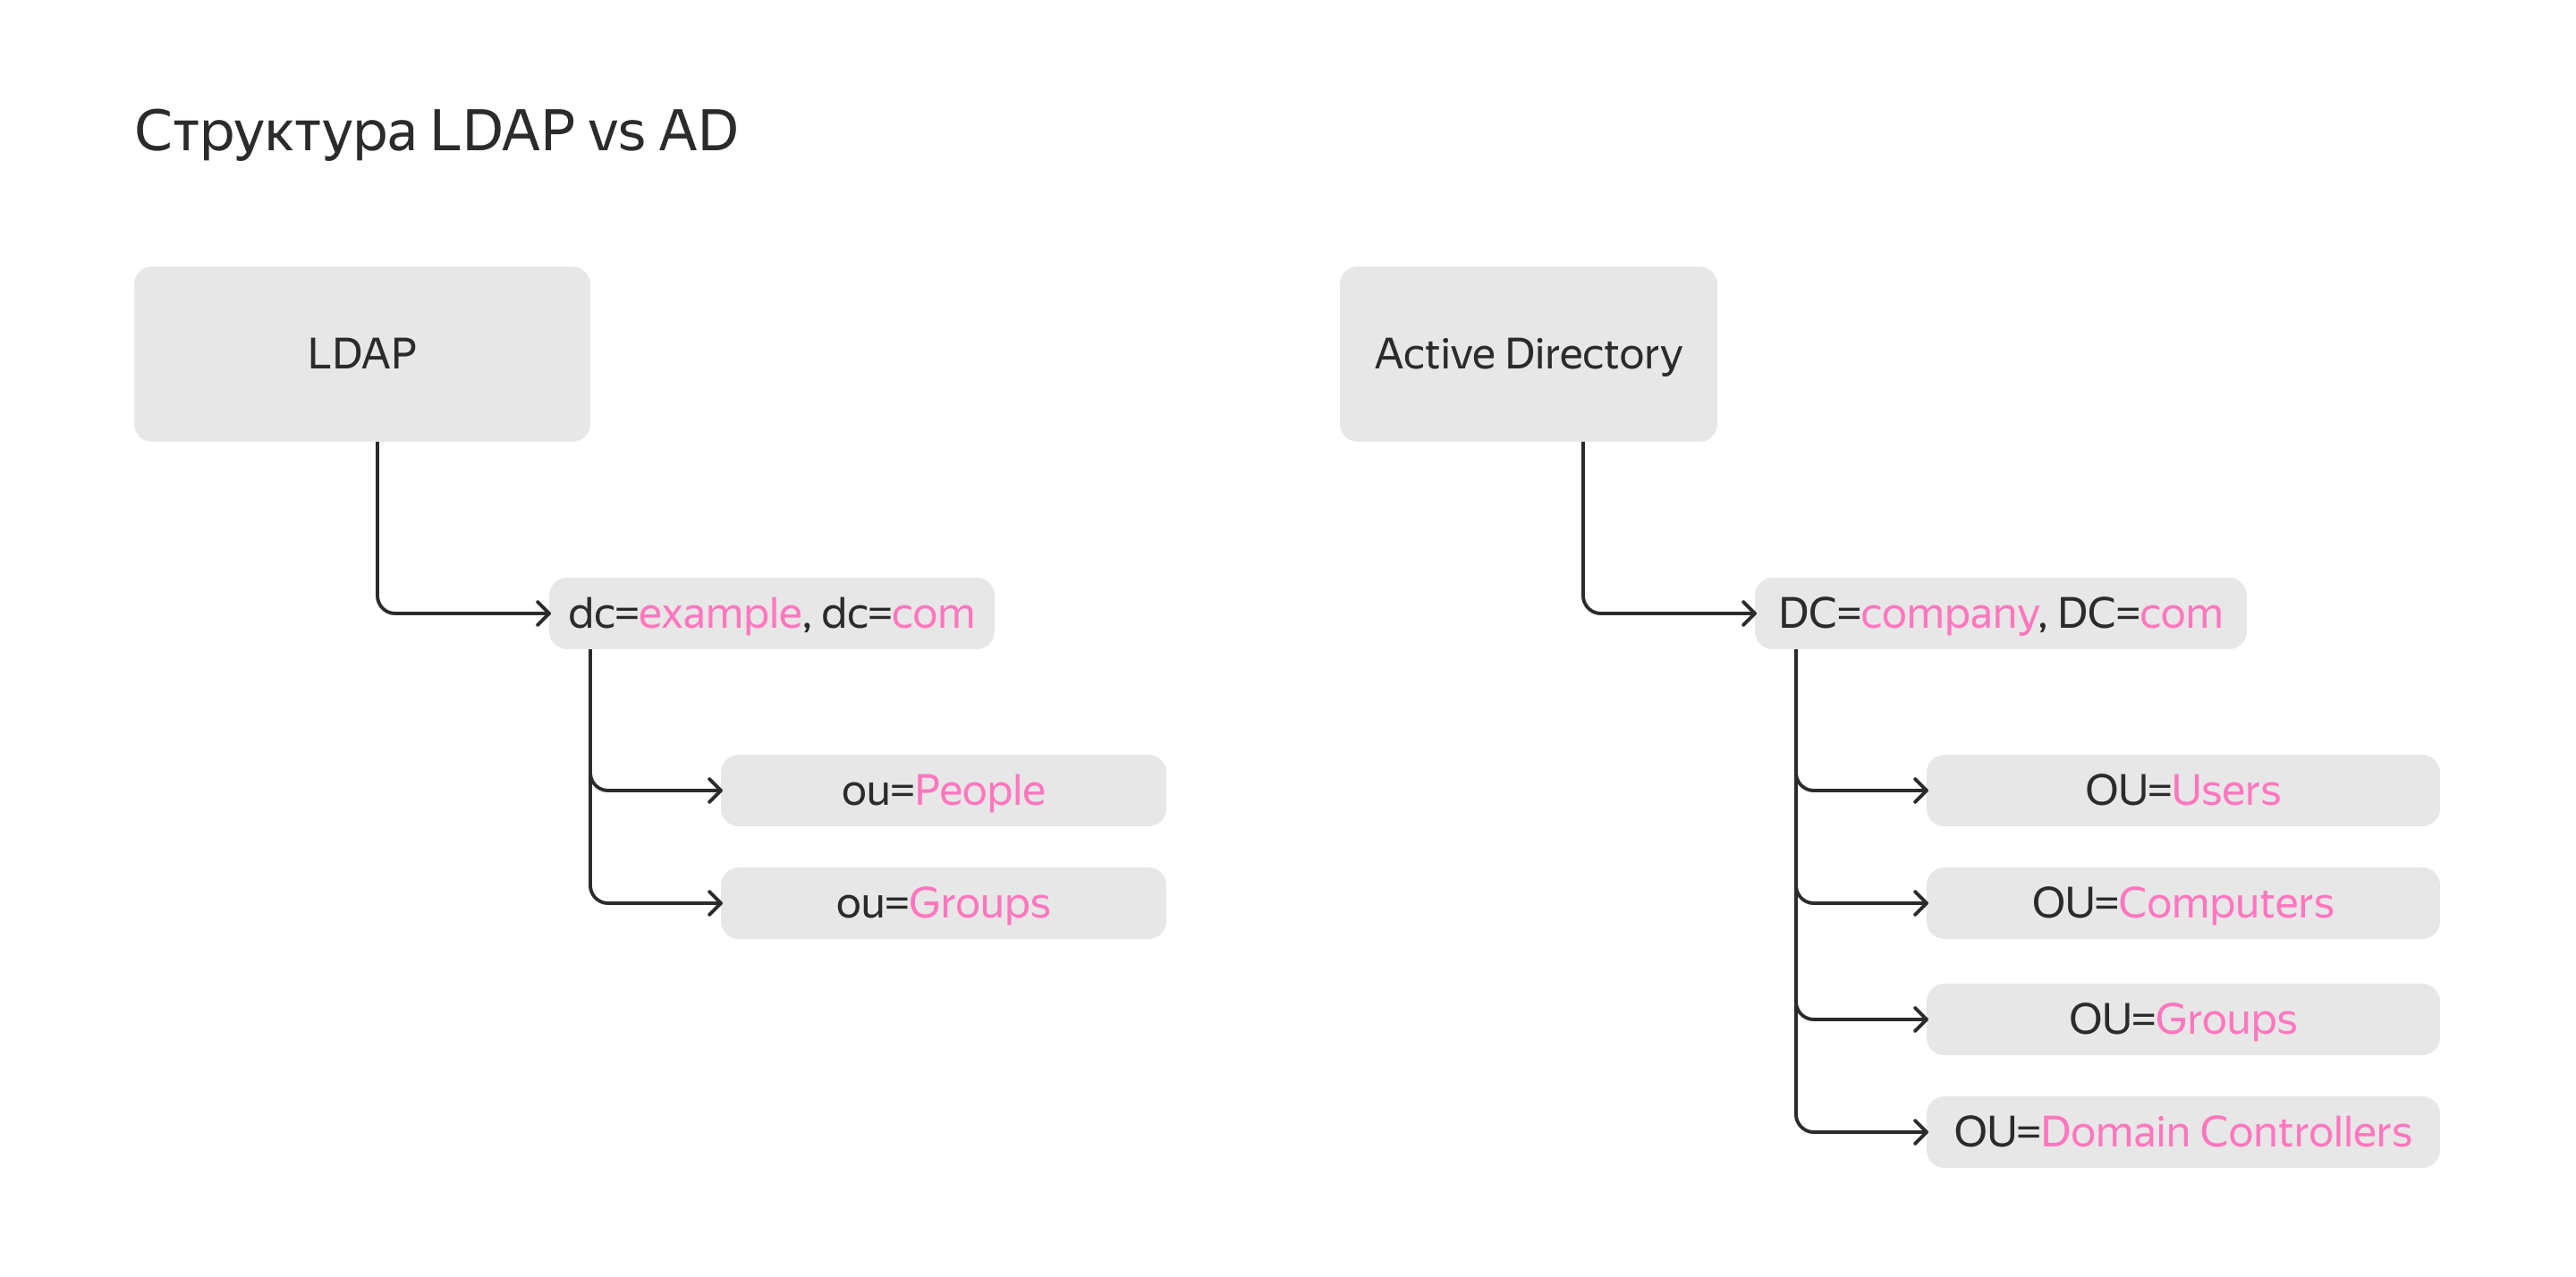 Структура LDAP vs AD
LDAP
dc=example, dc=com
ou=People
ou=Groups
Active Directory
DC=company, DC=com
OU=Users
OU=Computers
OU=Groups
OU=Domain Controllers